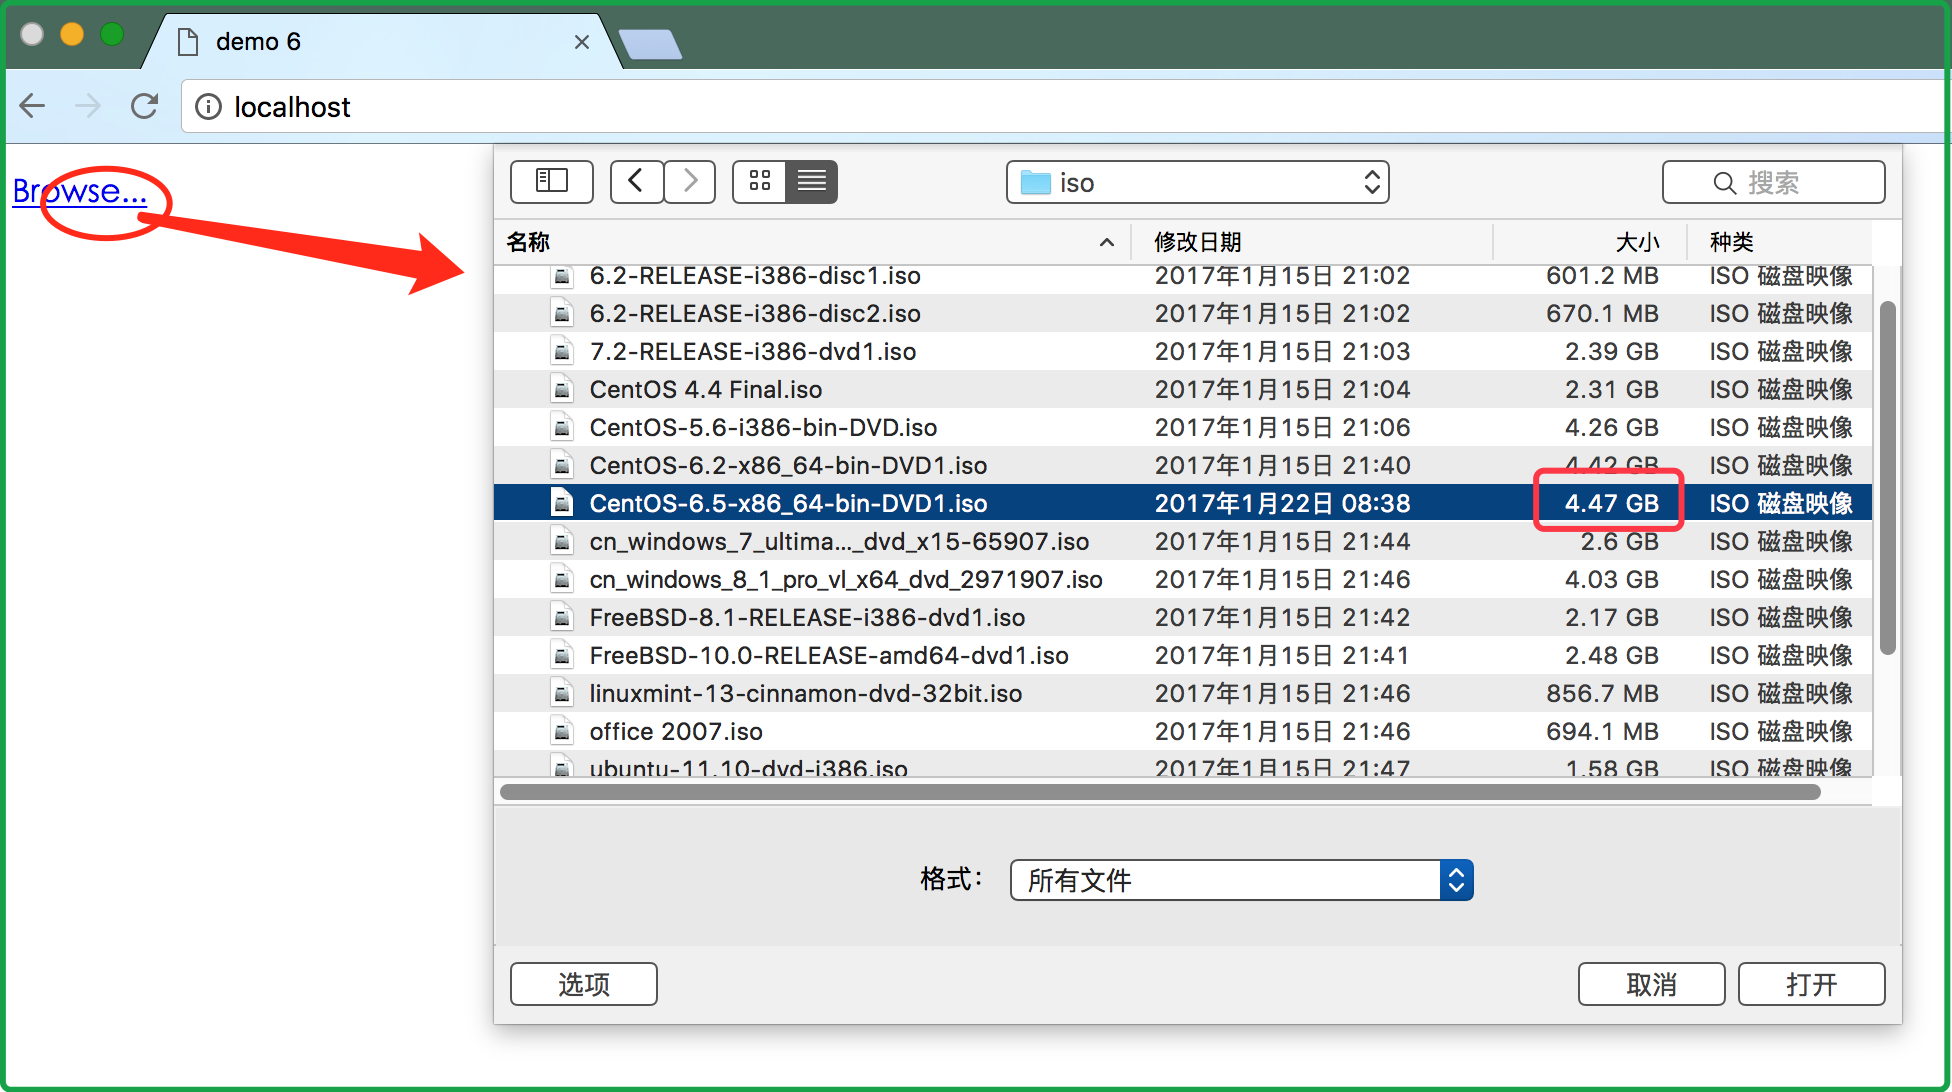 demo 6
localhost
Browse...
iso
搜索
名称 修改日期 大小 种类
6.2-RELEASE-i386-disc1.iso 2017年1月15日 21:02 601.2 MB ISO 磁盘映像
6.2-RELEASE-i386-disc2.iso 2017年1月15日 21:02 670.1 MB ISO 磁盘映像
7.2-RELEASE-i386-dvd1.iso 2017年1月15日 21:03 2.39 GB ISO 磁盘映像
CentOS 4.4 Final.iso 2017年1月15日 21:04 2.31 GB ISO 磁盘映像
CentOS-5.6-i386-bin-DVD.iso 2017年1月15日 21:06 4.26 GB ISO 磁盘映像
CentOS-6.2-x86_64-bin-DVD1.iso 2017年1月15日 21:40 4.42 GB ISO 磁盘映像
CentOS-6.5-x86_64-bin-DVD1.iso 2017年1月22日 08:38 4.47 GB ISO 磁盘映像
cn_windows_7_ultima..._dvd_x15-65907.iso 2017年1月15日 21:44 2.6 GB ISO 磁盘映像
cn_windows_8_1_pro_vl_x64_dvd_2971907.iso 2017年1月15日 21:46 4.03 GB ISO 磁盘映像
FreeBSD-8.1-RELEASE-i386-dvd1.iso 2017年1月15日 21:42 2.17 GB ISO 磁盘映像
FreeBSD-10.0-RELEASE-amd64-dvd1.iso 2017年1月15日 21:41 2.48 GB ISO 磁盘映像
linuxmint-13-cinnamon-dvd-32bit.iso 2017年1月15日 21:46 856.7 MB ISO 磁盘映像
office 2007.iso 2017年1月15日 21:46 694.1 MB ISO 磁盘映像
ubuntu-11.10-dvd-i386.iso 2017年1月15日 21:47 1.58 GB ISO 磁盘映像
格式： 所有文件
选项 取消 打开